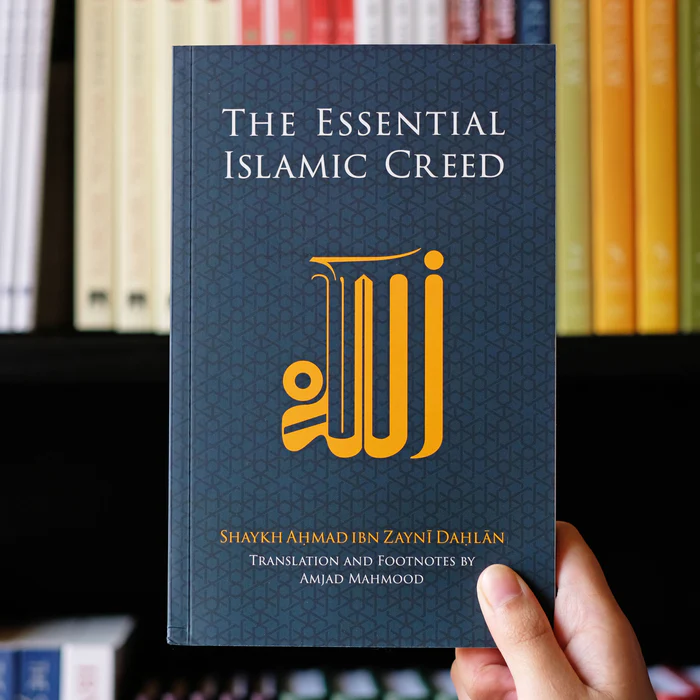 The Essential
Islamic Creed
الله
Shaykh Aḥmad ibn Zaynī Daḥlān
Translation and Footnotes by
Amjad Mahmood